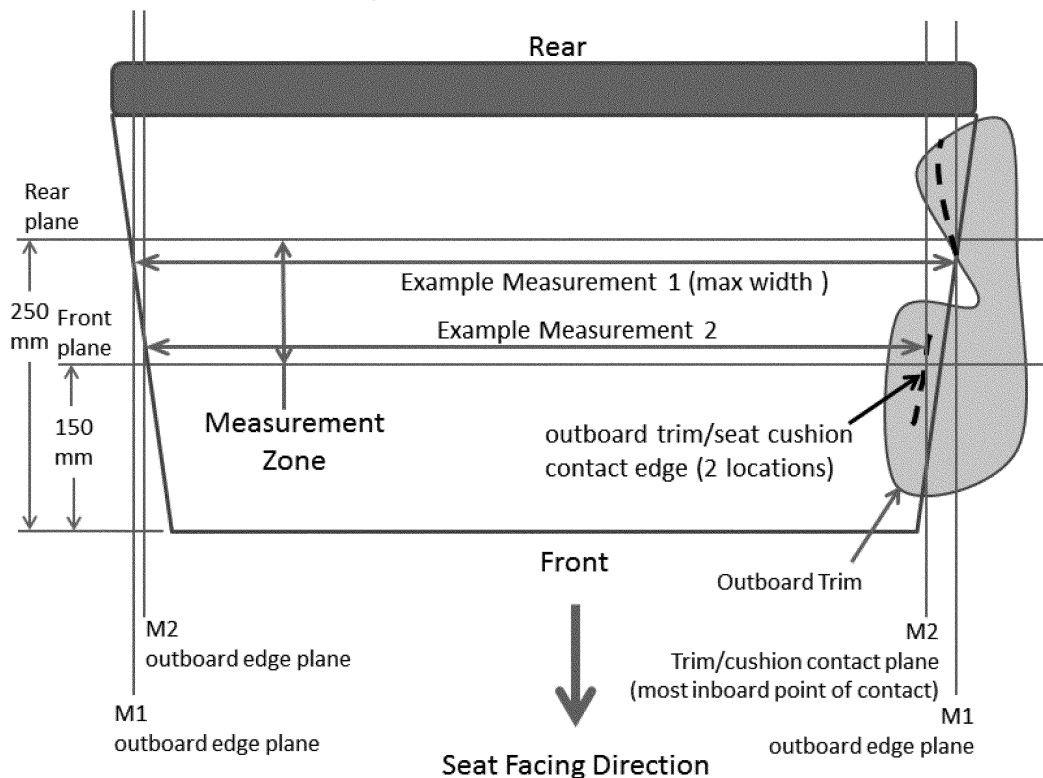 Rear
Rear
plane
Example Measurement 1 (max width )
250
mm
Front
plane
Example Measurement 2
150
mm
Measurement
Zone
outboard trim/seat cushion
contact edge (2 locations)
Front
Outboard Trim
M2
outboard edge plane
M2
Trim/cushion contact plane
(most inboard point of contact)
M1
outboard edge plane
M1
outboard edge plane
Seat Facing Direction